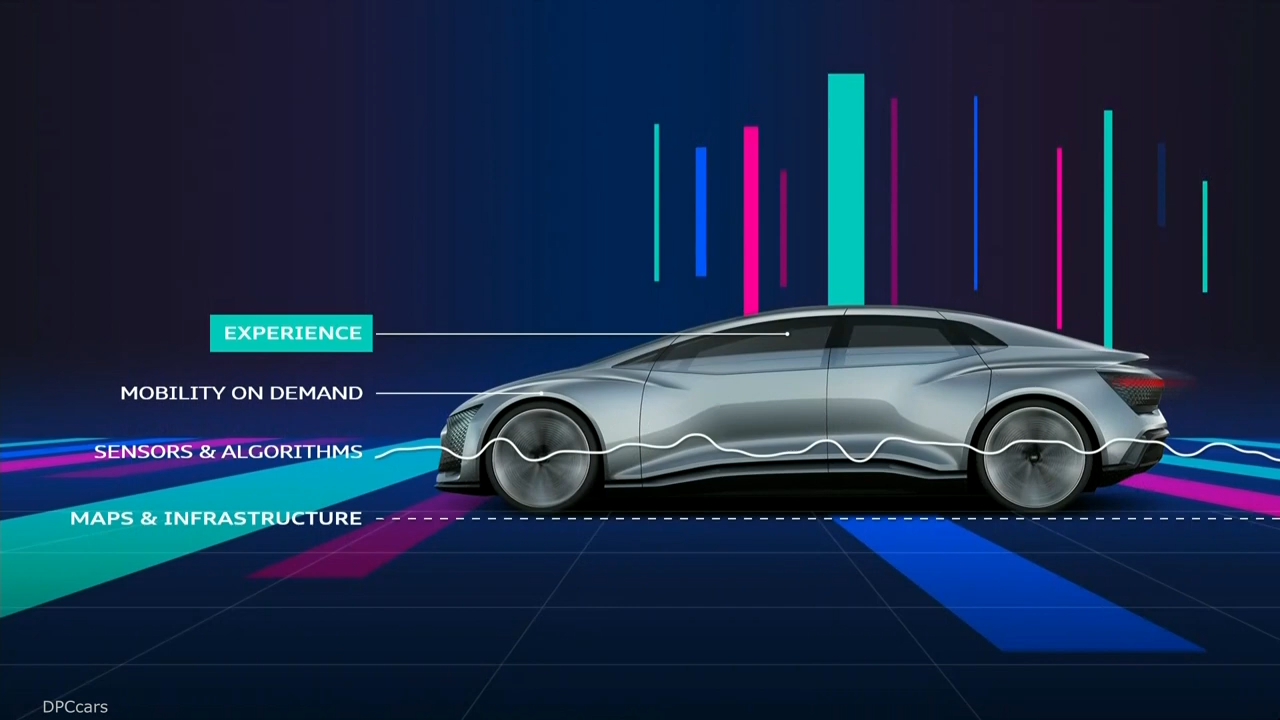 EXPERIENCE
MOBILITY ON DEMAND
SENSORS & ALGORITHMS
MAPS & INFRASTRUCTURE
DPCcars